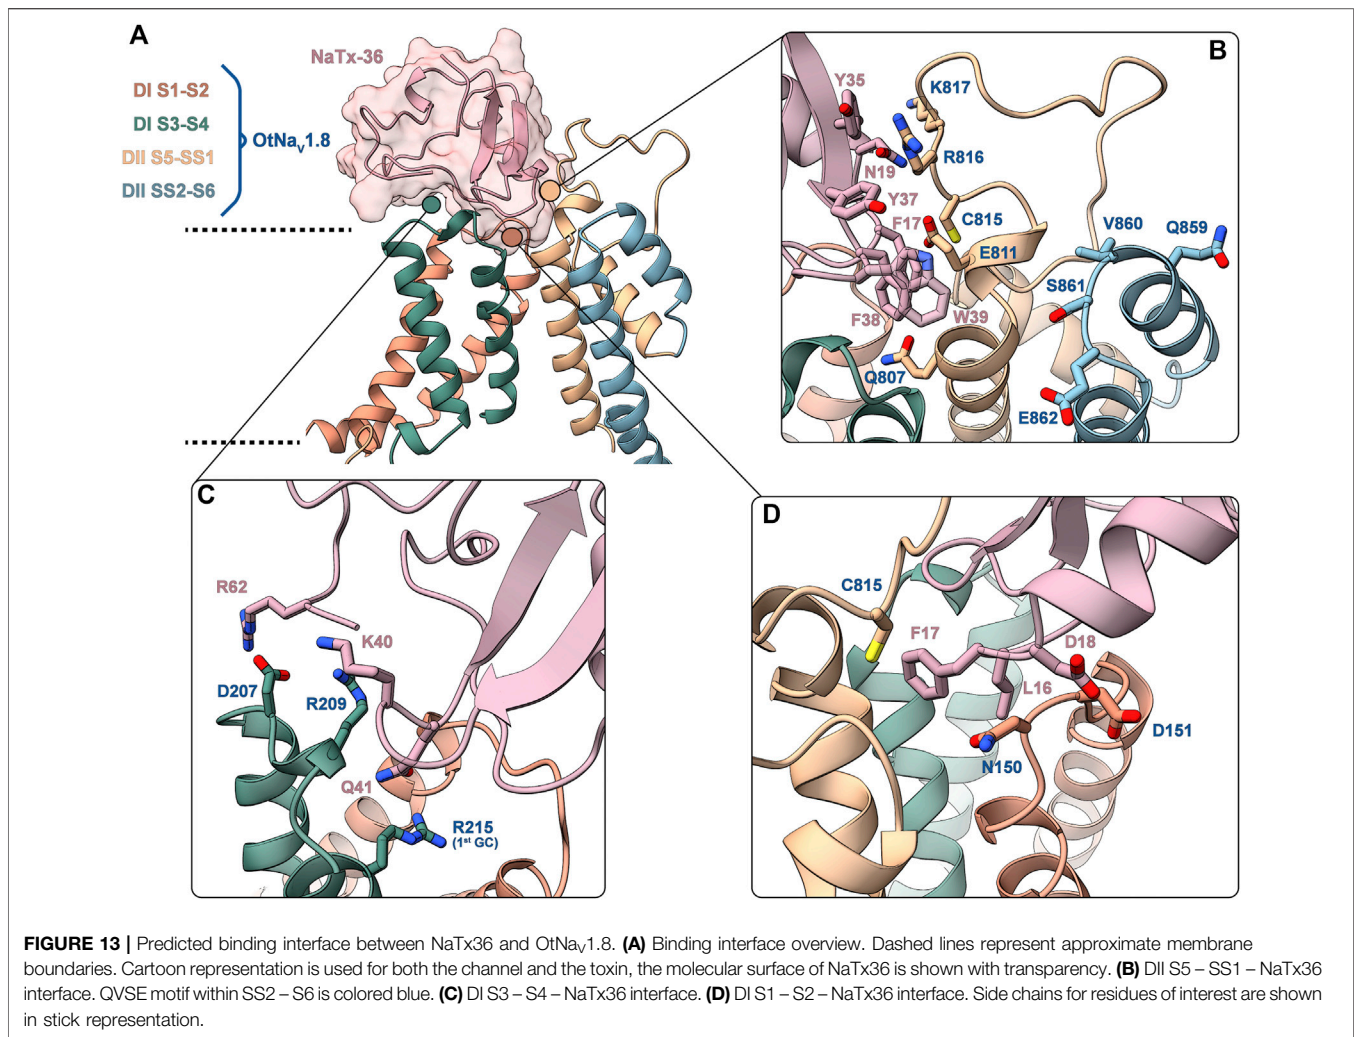 A
NaTx-36
DI S1-S2
DI S3-S4
DII S5-SS1
DII SS2-S6
OtNaV1.8
B
Y35
K817
R816
N19
Y37
F17
C815
E811
V860
Q859
S861
F38
W39
Q807
E862
C
R62
K40
D207
R209
Q41
R215
(1st GC)
D
C815
F17
D18
L16
D151
N150
FIGURE 13 | Predicted binding interface between NaTx36 and OtNaV1.8. (A) Binding interface overview. Dashed lines represent approximate membrane
boundaries. Cartoon representation is used for both the channel and the toxin, the molecular surface of NaTx36 is shown with transparency. (B) DII S5 – SS1 – NaTx36
interface. QVSE motif within SS2 – S6 is colored blue. (C) DI S3 – S4 – NaTx36 interface. (D) DI S1 – S2 – NaTx36 interface. Side chains for residues of interest are shown
in stick representation.